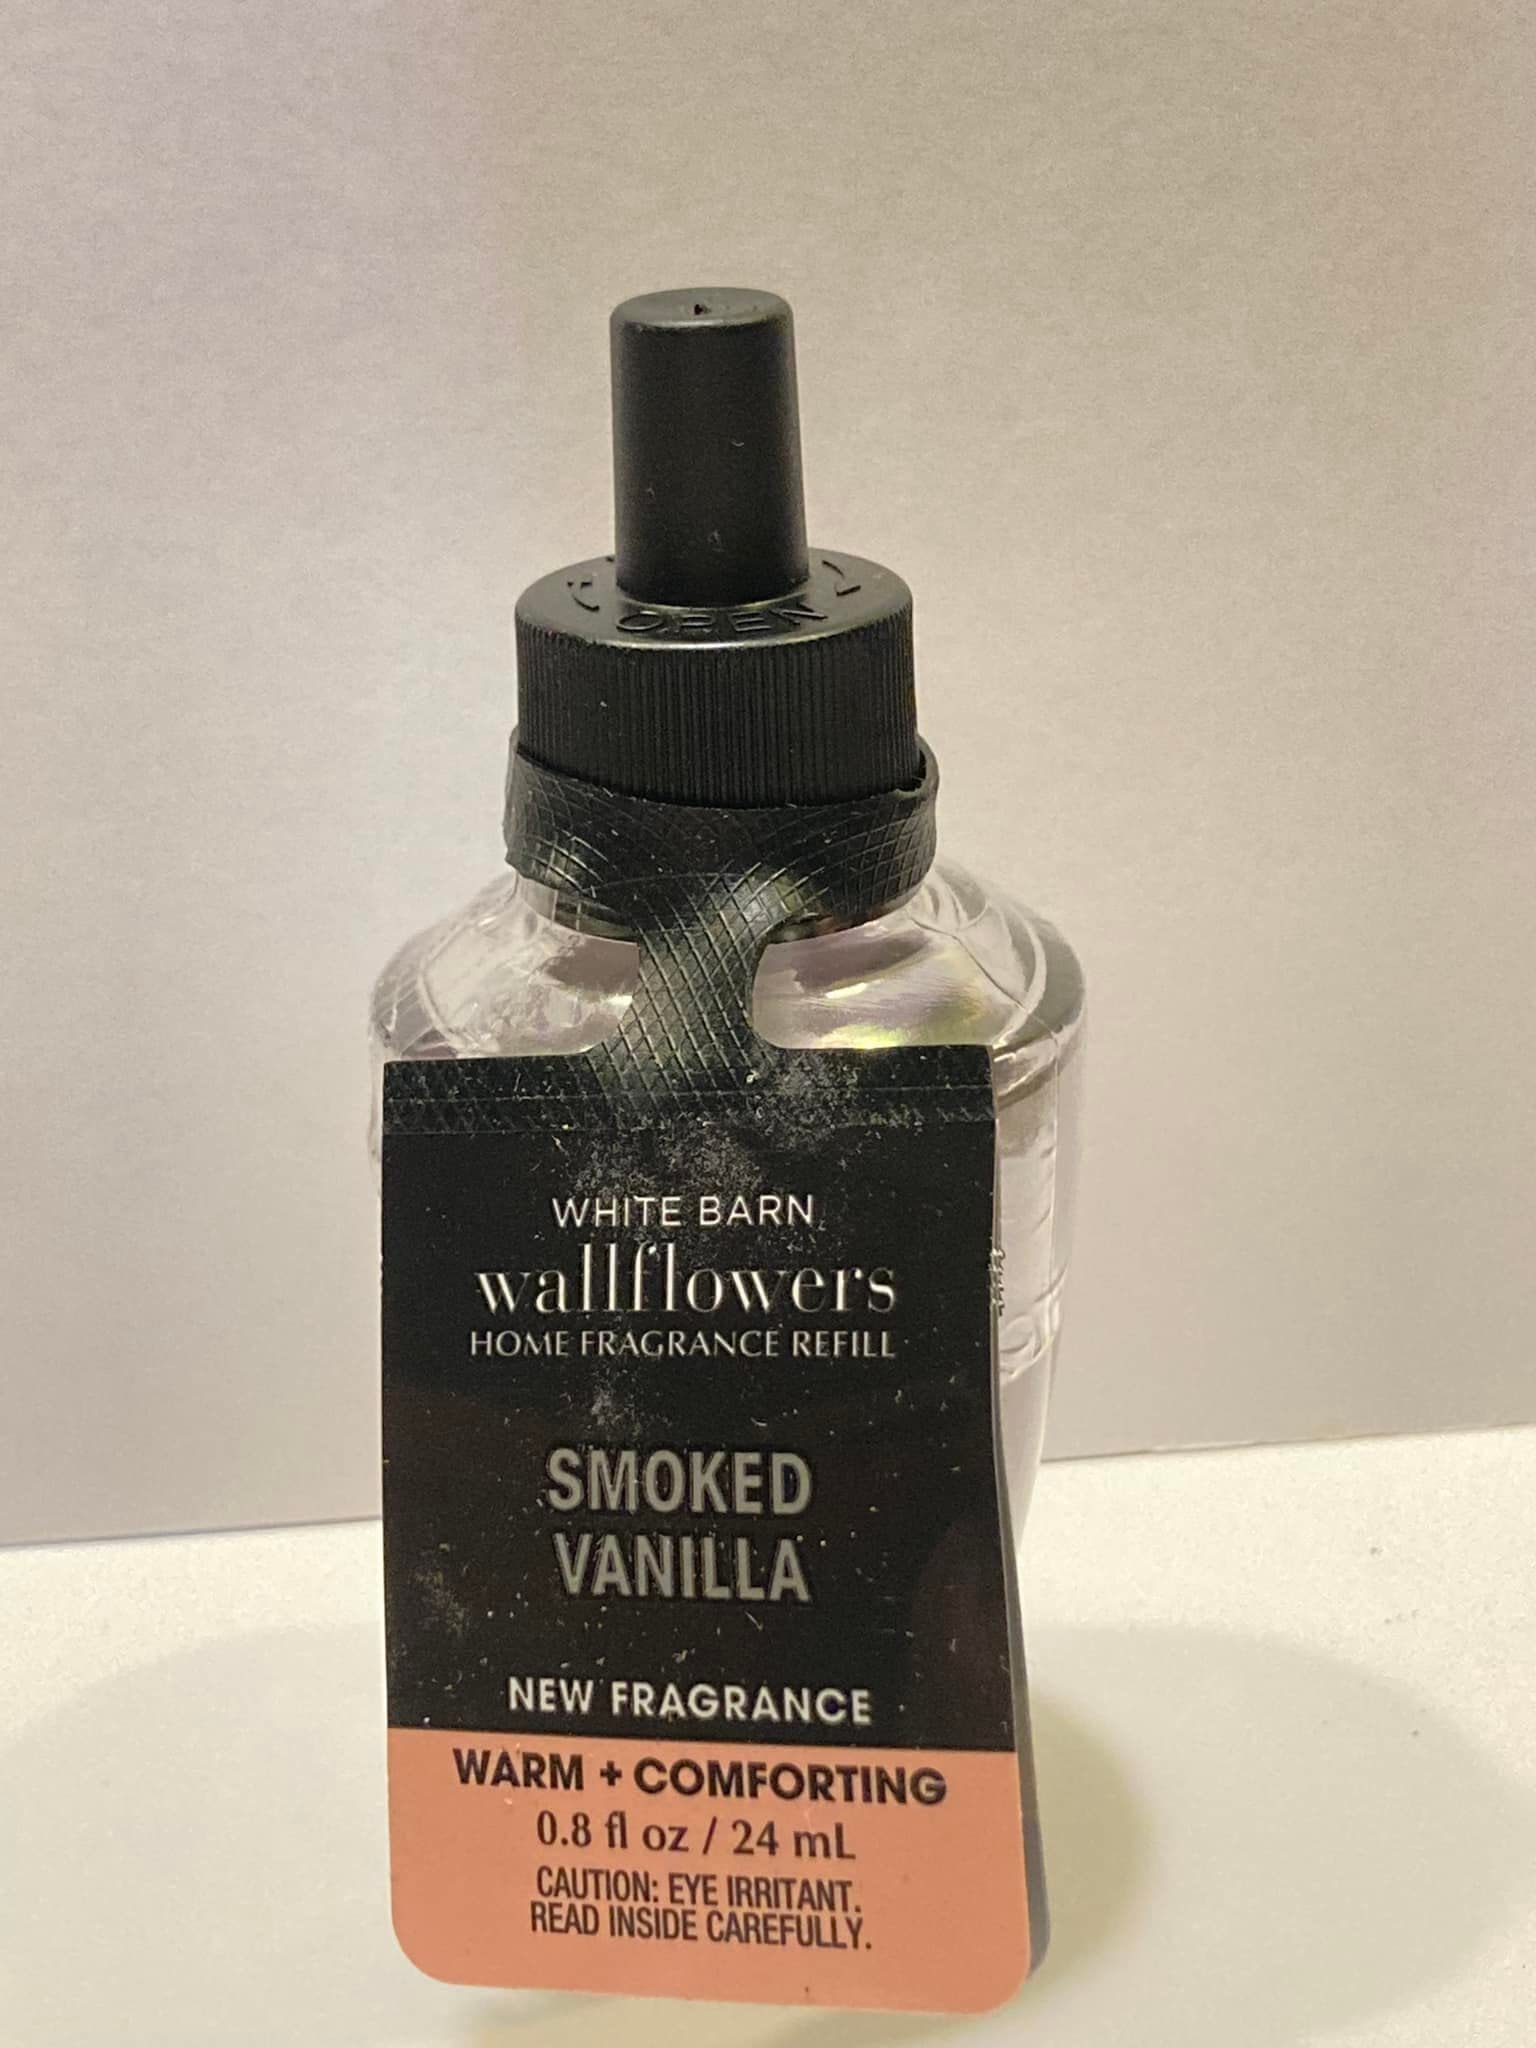 OPEN
WHITE BARN
wallflowers
HOME FRAGRANCE REFILL
SMOKED
VANILLA
NEW FRAGRANCE
WARM + COMFORTING
0.8 fl oz / 24 mL
CAUTION: EYE IRRITANT.
READ INSIDE CAREFULLY.